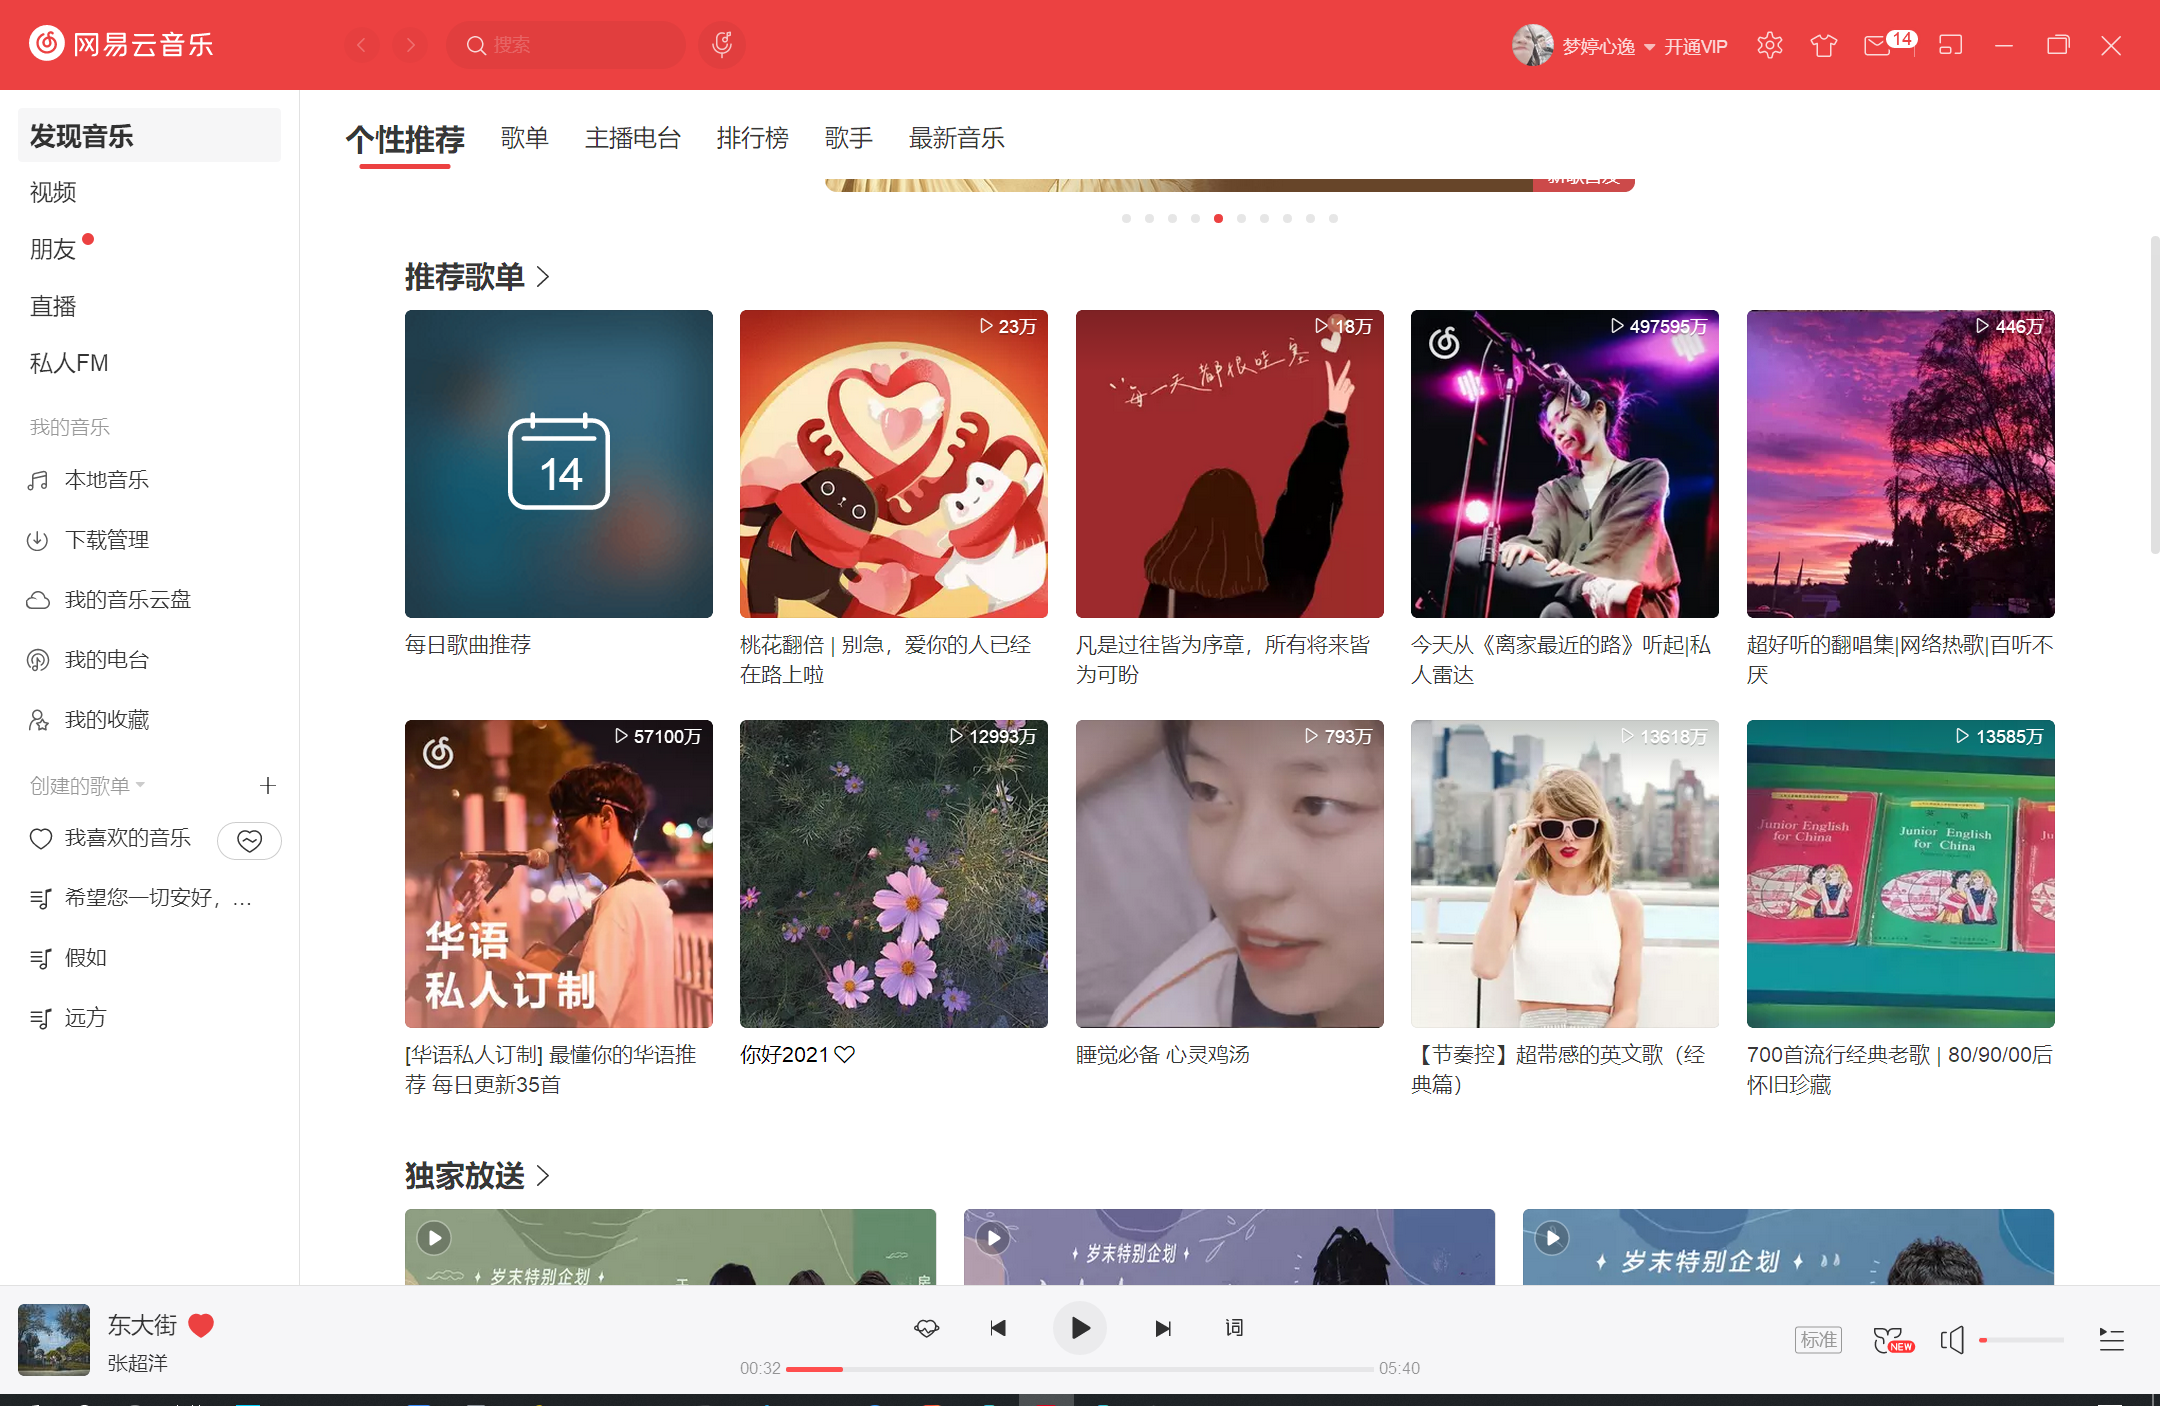 网易云音乐
搜索
梦婷心逸
开通VIP
14
发现音乐
视频
朋友
直播
私人FM
我的音乐
本地音乐
下载管理
我的音乐云盘
我的电台
我的收藏
创建的歌单
我喜欢的音乐
希望您一切安好，...
假如
远方
个性推荐 歌单 主播电台 排行榜 歌手 最新音乐
推荐歌单
14
23万
18万
每一天都很哇塞
497595万
446万
每日歌曲推荐
桃花翻倍 | 别急，爱你的人已经
在路上啦
凡是过往皆为序章，所有将来皆
为可盼
今天从《离家最近的路》听起|私
人雷达
超好听的翻唱集|网络热歌|百听不
厌
57100万
华语
私人订制
12993万
793万
13618万
13585万
Junior English
for China
Junior English
for China
[华语私人订制] 最懂你的华语推
荐 每日更新35首
你好2021
睡觉必备 心灵鸡汤
【节奏控】超带感的英文歌（经
典篇）
700首流行经典老歌 | 80/90/00后
怀旧珍藏
独家放送
岁末特别企划
岁末特别企划
岁末特别企划
东大街
张超洋
词
00:32
05:40
标准
NEW